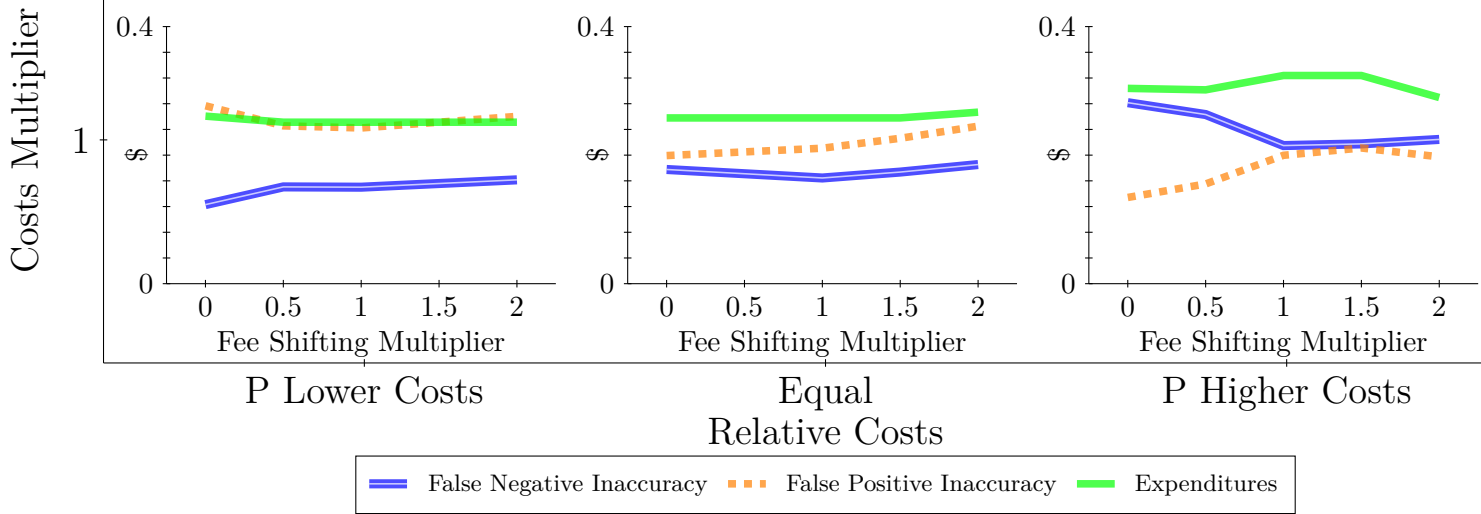 Costs Multiplier
1
0.4
$
0
0 0.5 1 1.5 2
Fee Shifting Multiplier
0.4
$
0
0 0.5 1 1.5 2
Fee Shifting Multiplier
0.4
$
0
0 0.5 1 1.5 2
Fee Shifting Multiplier
P Lower Costs
Equal
P Higher Costs
Relative Costs
False Negative Inaccuracy
False Positive Inaccuracy
Expenditures